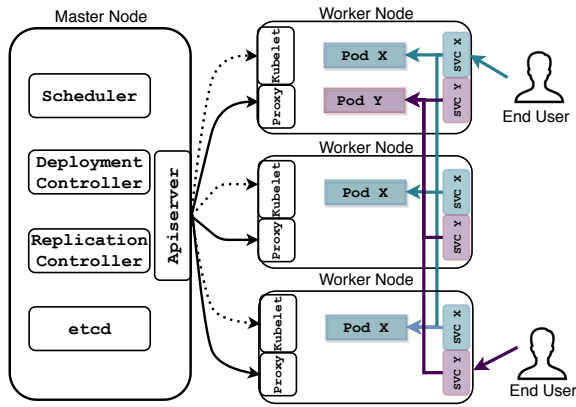 Master Node
Scheduler
Deployment
Controller
Replication
Controller
etcd
Apiserver
Worker Node
Kubelet
Proxy
Pod X
Pod Y
SVC X
SVC Y
End User
Worker Node
Kubelet
Proxy
Pod X
SVC X
SVC Y
Worker Node
Kubelet
Proxy
Pod X
SVC X
SVC Y
End User